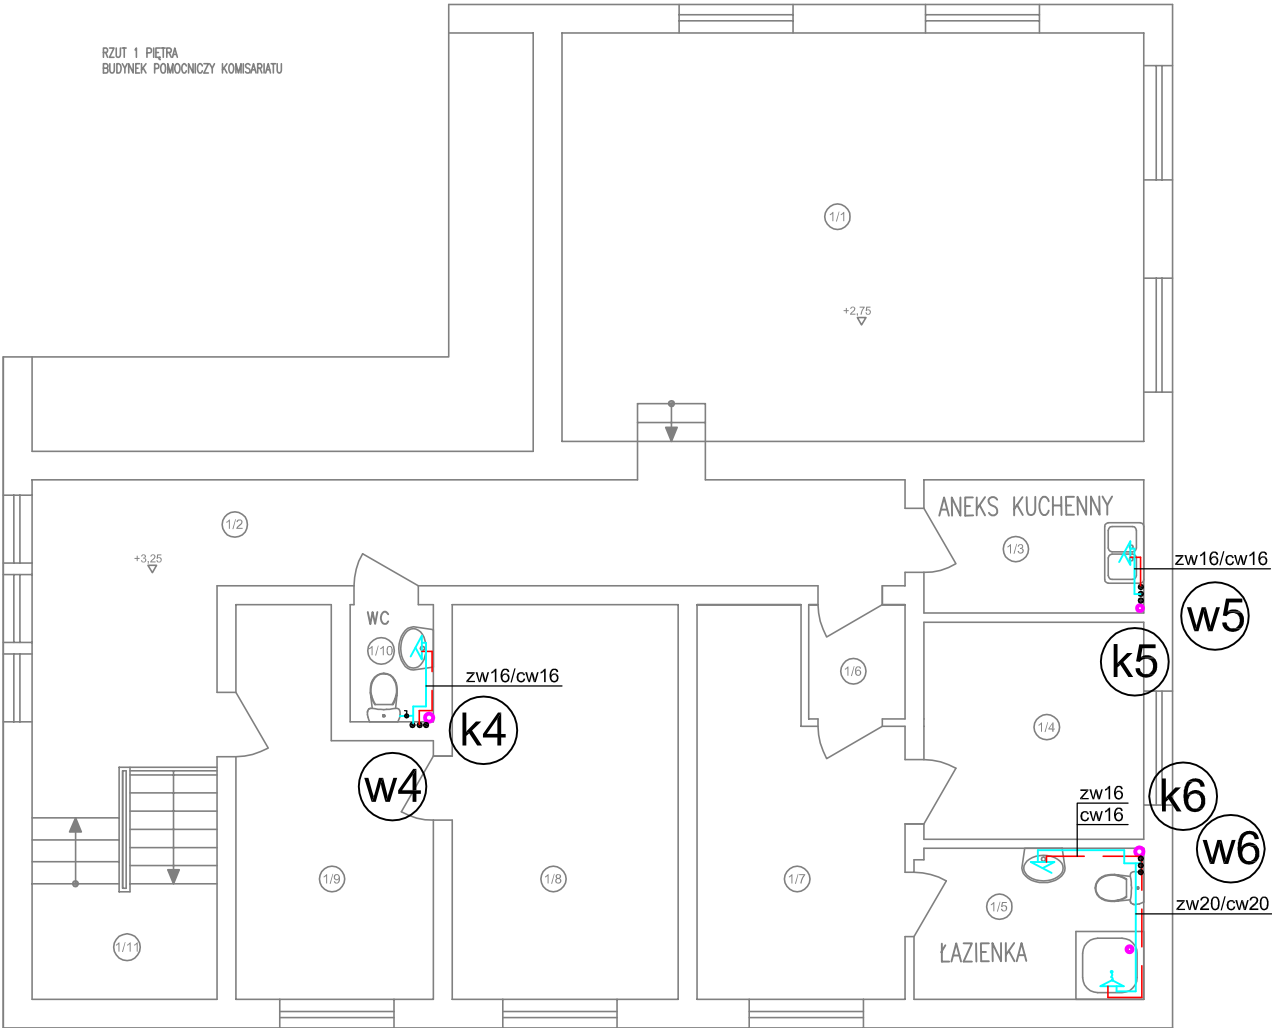 RZUT 1 PIĘTRA
BUDYNEK POMOCNICZY KOMISARIATU
1/1
+2,75
1/2
+3,25
ANEKS KUCHENNY
1/3
zw16/cw16
w5
k5
WC
1/10
zw16/cw16
k4
w4
1/6
1/4
k6
zw16
cw16
w6
1/9
1/8
1/7
1/5
zw20/cw20
1/11
ŁAZIENKA